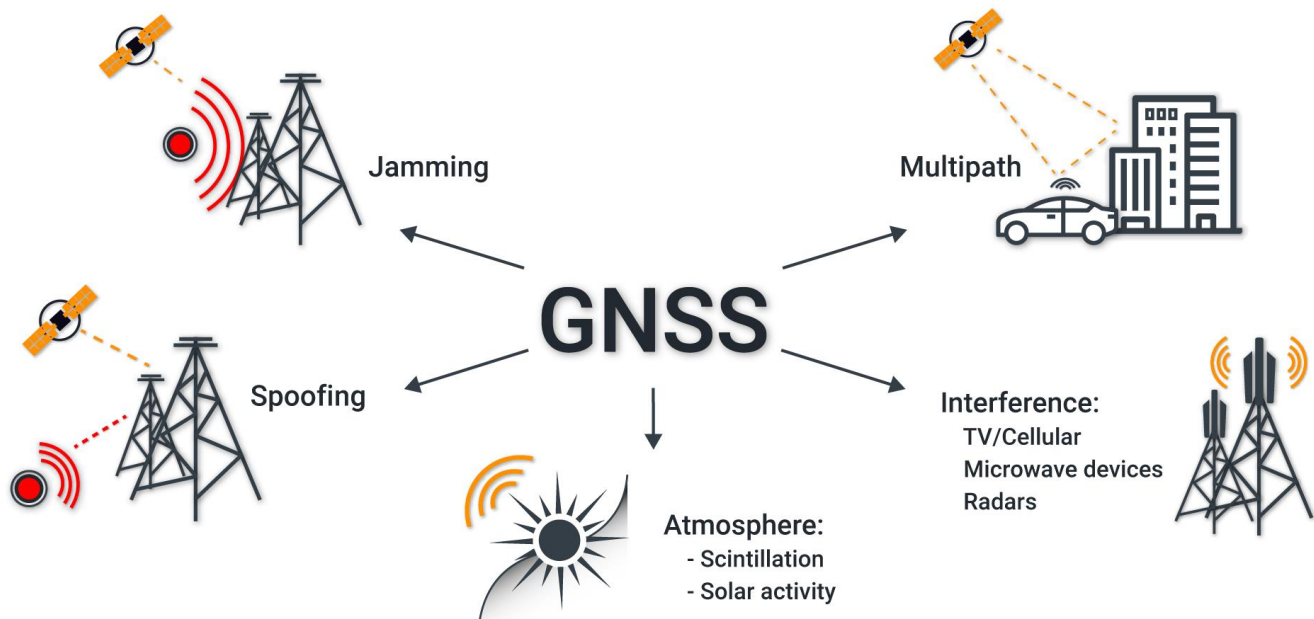 Jamming
Multipath
GNSS
Spoofing
Interference:
TV/Cellular
Microwave devices
Radars
Atmosphere:
- Scintillation
- Solar activity